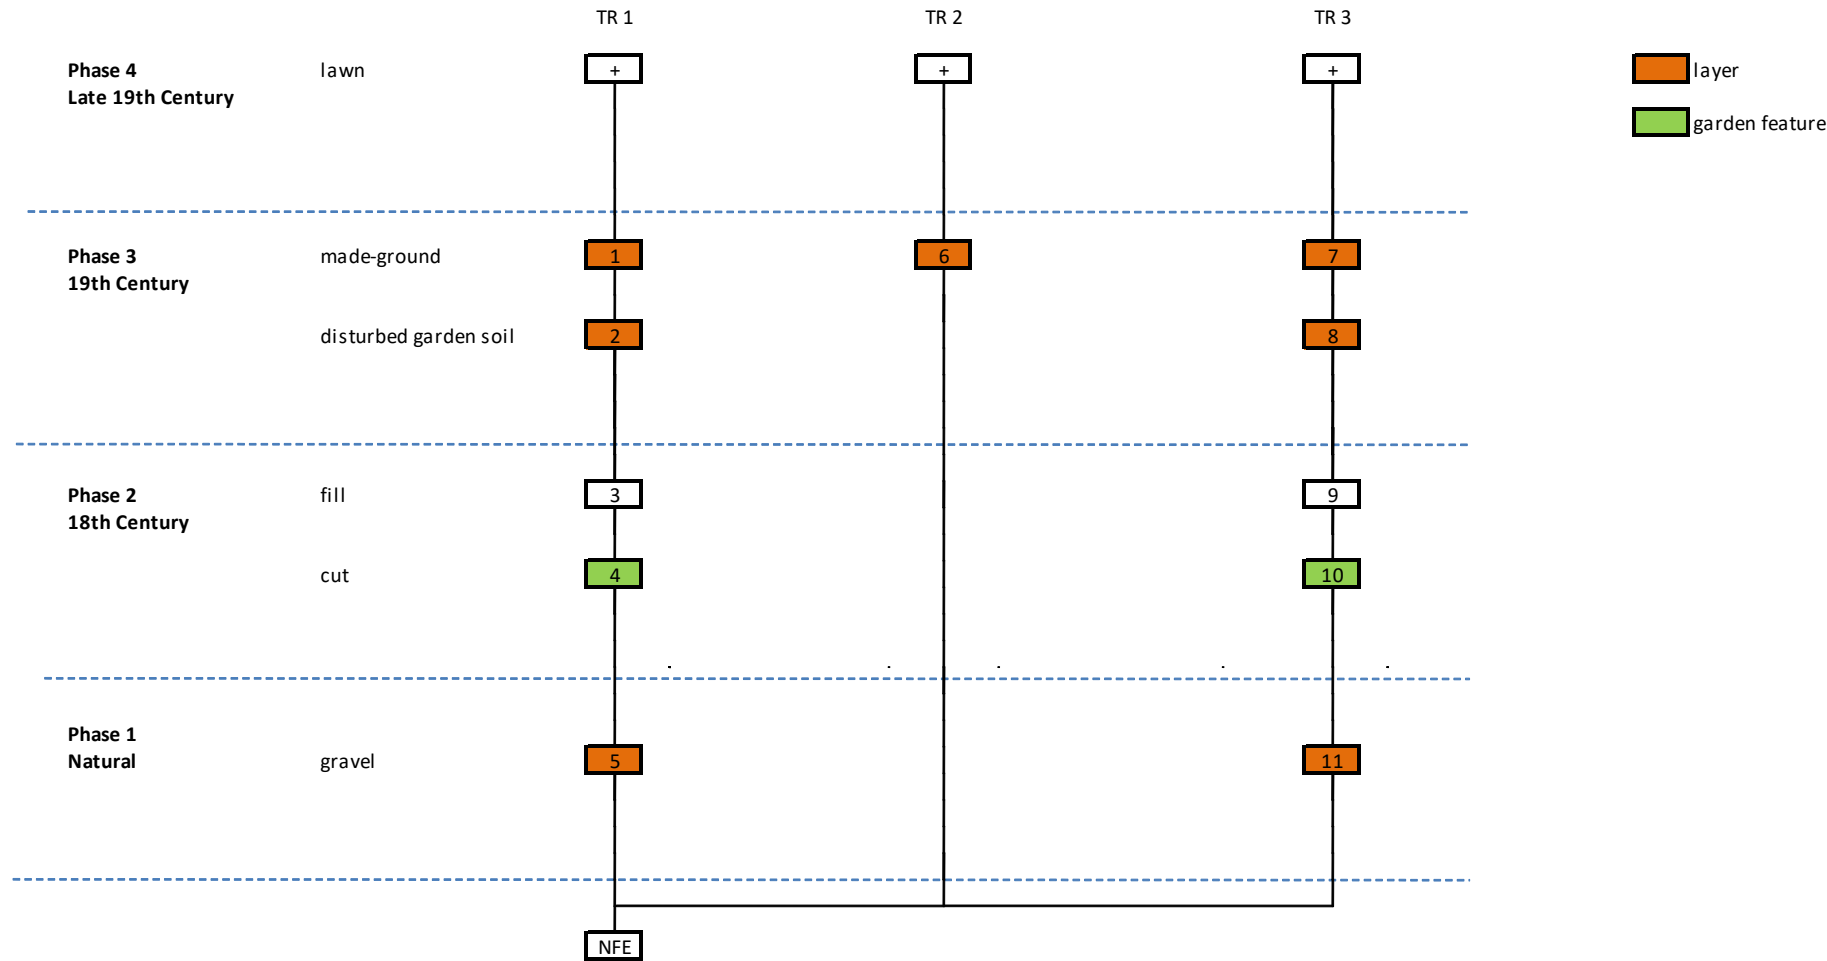 TR 1 TR 2 TR 3
Phase 4 lawn + + + layer
Late 19th Century
garden feature
Phase 3 made-ground 1 6 7
19th Century
disturbed garden soil 2 8
Phase 2 fill 3 9
18th Century
cut 4 10
Phase 1
Natural gravel 5 11
NFE